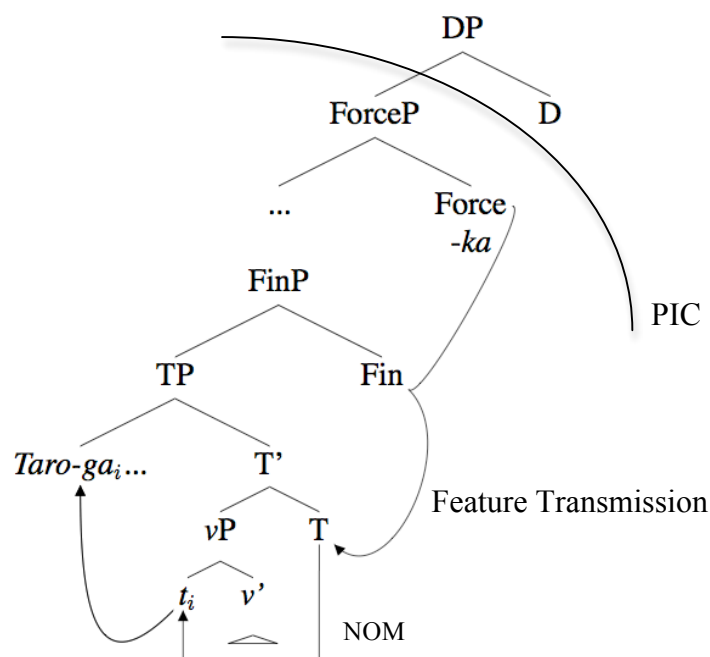 DP
ForceP D
... Force
-ka
FinP
PIC
TP Fin
Taro-gaᵢ... T’
Feature Transmission
vP T
tᵢ v’
NOM